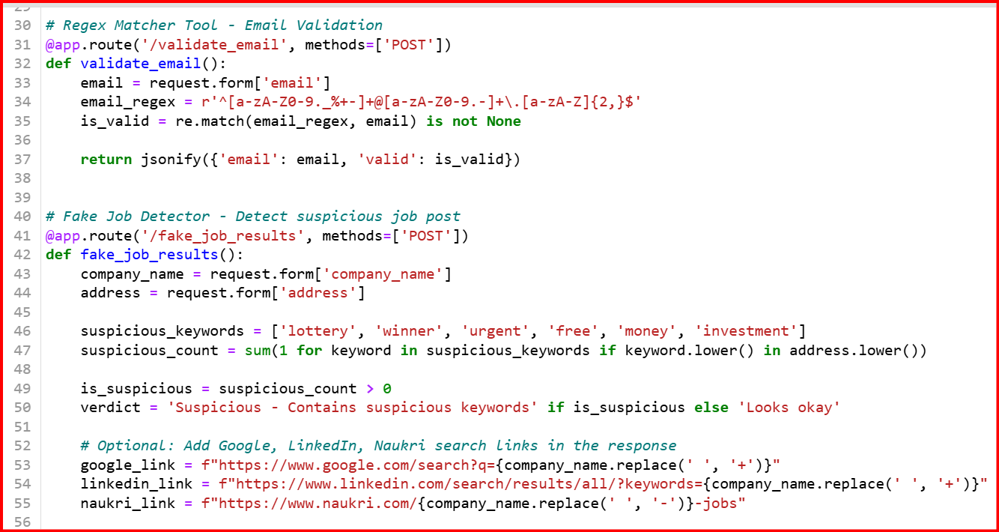 29
30 # Regex Matcher Tool - Email Validation
31 @app.route('/validate_email', methods=['POST'])
32 def validate_email():
33     email = request.form['email']
34     email_regex = r'^[a-zA-Z0-9._%+-]+@[a-zA-Z0-9.-]+\.[a-zA-Z]{2,}$'
35     is_valid = re.match(email_regex, email) is not None
36
37     return jsonify({'email': email, 'valid': is_valid})
38
39
40 # Fake Job Detector - Detect suspicious job post
41 @app.route('/fake_job_results', methods=['POST'])
42 def fake_job_results():
43     company_name = request.form['company_name']
44     address = request.form['address']
45
46     suspicious_keywords = ['lottery', 'winner', 'urgent', 'free', 'money', 'investment']
47     suspicious_count = sum(1 for keyword in suspicious_keywords if keyword.lower() in address.lower())
48
49     is_suspicious = suspicious_count > 0
50     verdict = 'Suspicious - Contains suspicious keywords' if is_suspicious else 'Looks okay'
51
52     # Optional: Add Google, LinkedIn, Naukri search links in the response
53     google_link = f"https://www.google.com/search?q={company_name.replace(' ', '+')}"
54     linkedin_link = f"https://www.linkedin.com/search/results/all/?keywords={company_name.replace(' ', '+')}"
55     naukri_link = f"https://www.naukri.com/{company_name.replace(' ', '-')}-jobs"
56